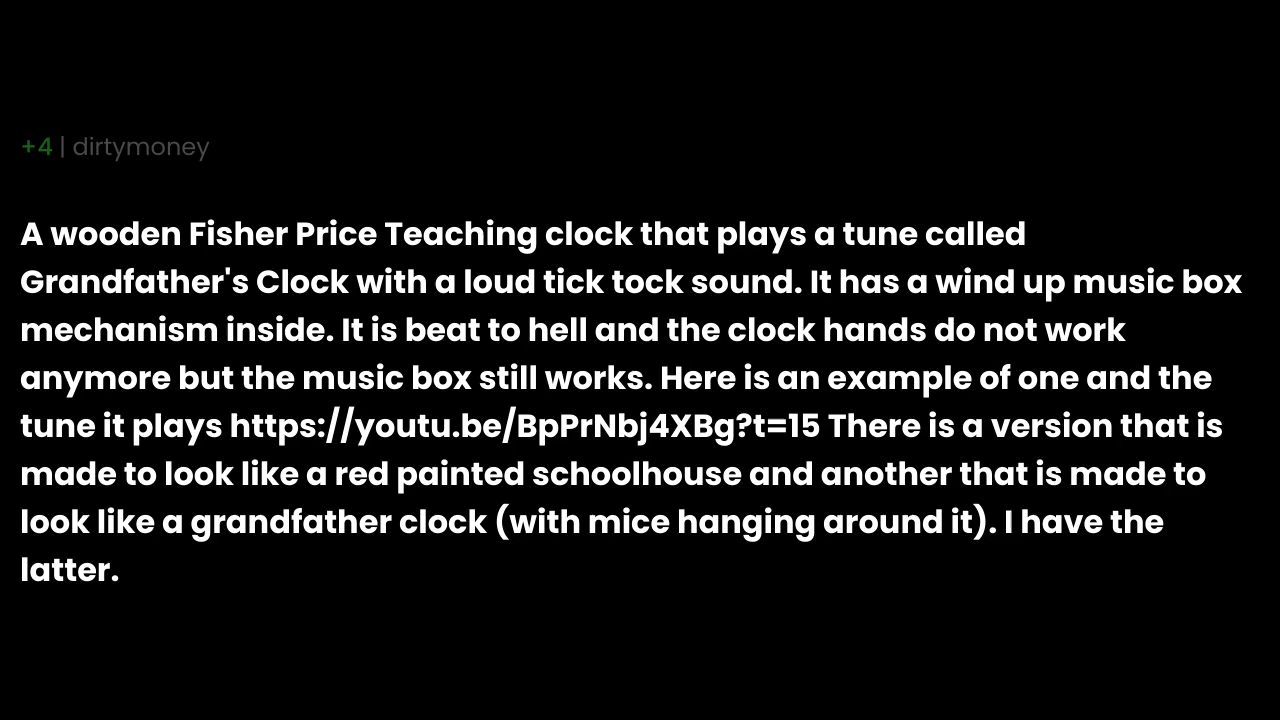 +4 | dirtymoney
A wooden Fisher Price Teaching clock that plays a tune called
Grandfather's Clock with a loud tick tock sound. It has a wind up music box
mechanism inside. It is beat to hell and the clock hands do not work
anymore but the music box still works. Here is an example of one and the
tune it plays https://youtu.be/BpPrNbj4XBg?t=15 There is a version that is
made to look like a red painted schoolhouse and another that is made to
look like a grandfather clock (with mice hanging around it). I have the
latter.